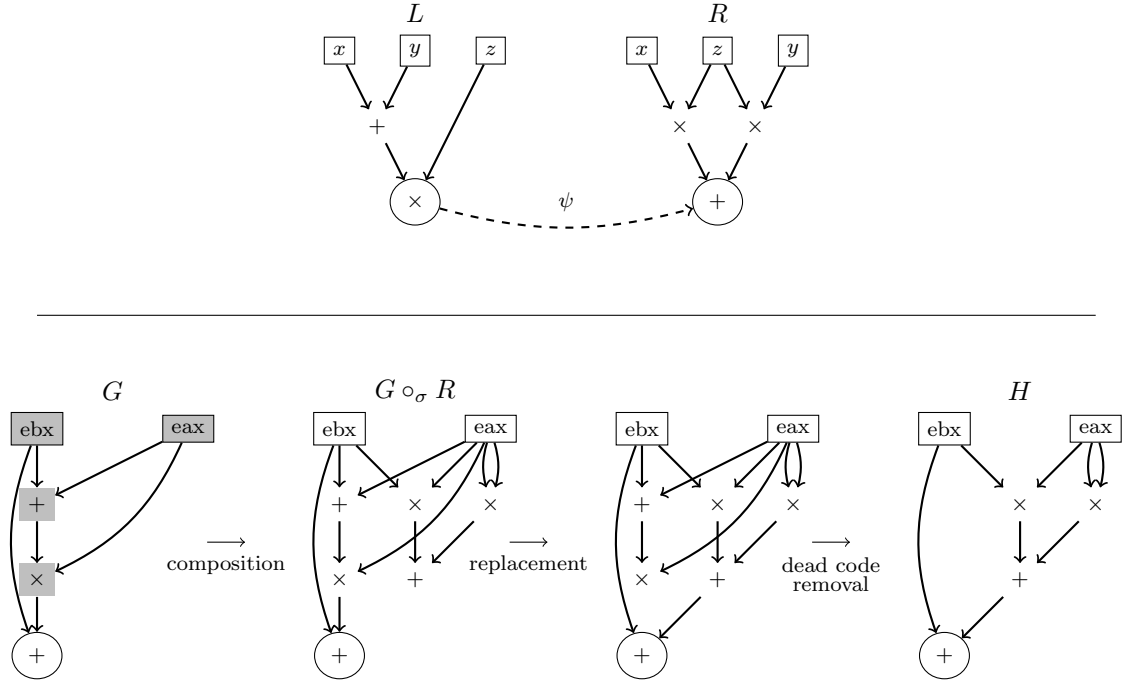 L R
x y z x z y
+ × ×
× ψ +
G G ∘σ R H
ebx eax ebx eax ebx eax ebx eax
+ + × × + × × × ×
composition replacement dead code
removal
× × + × + +
+ + + +